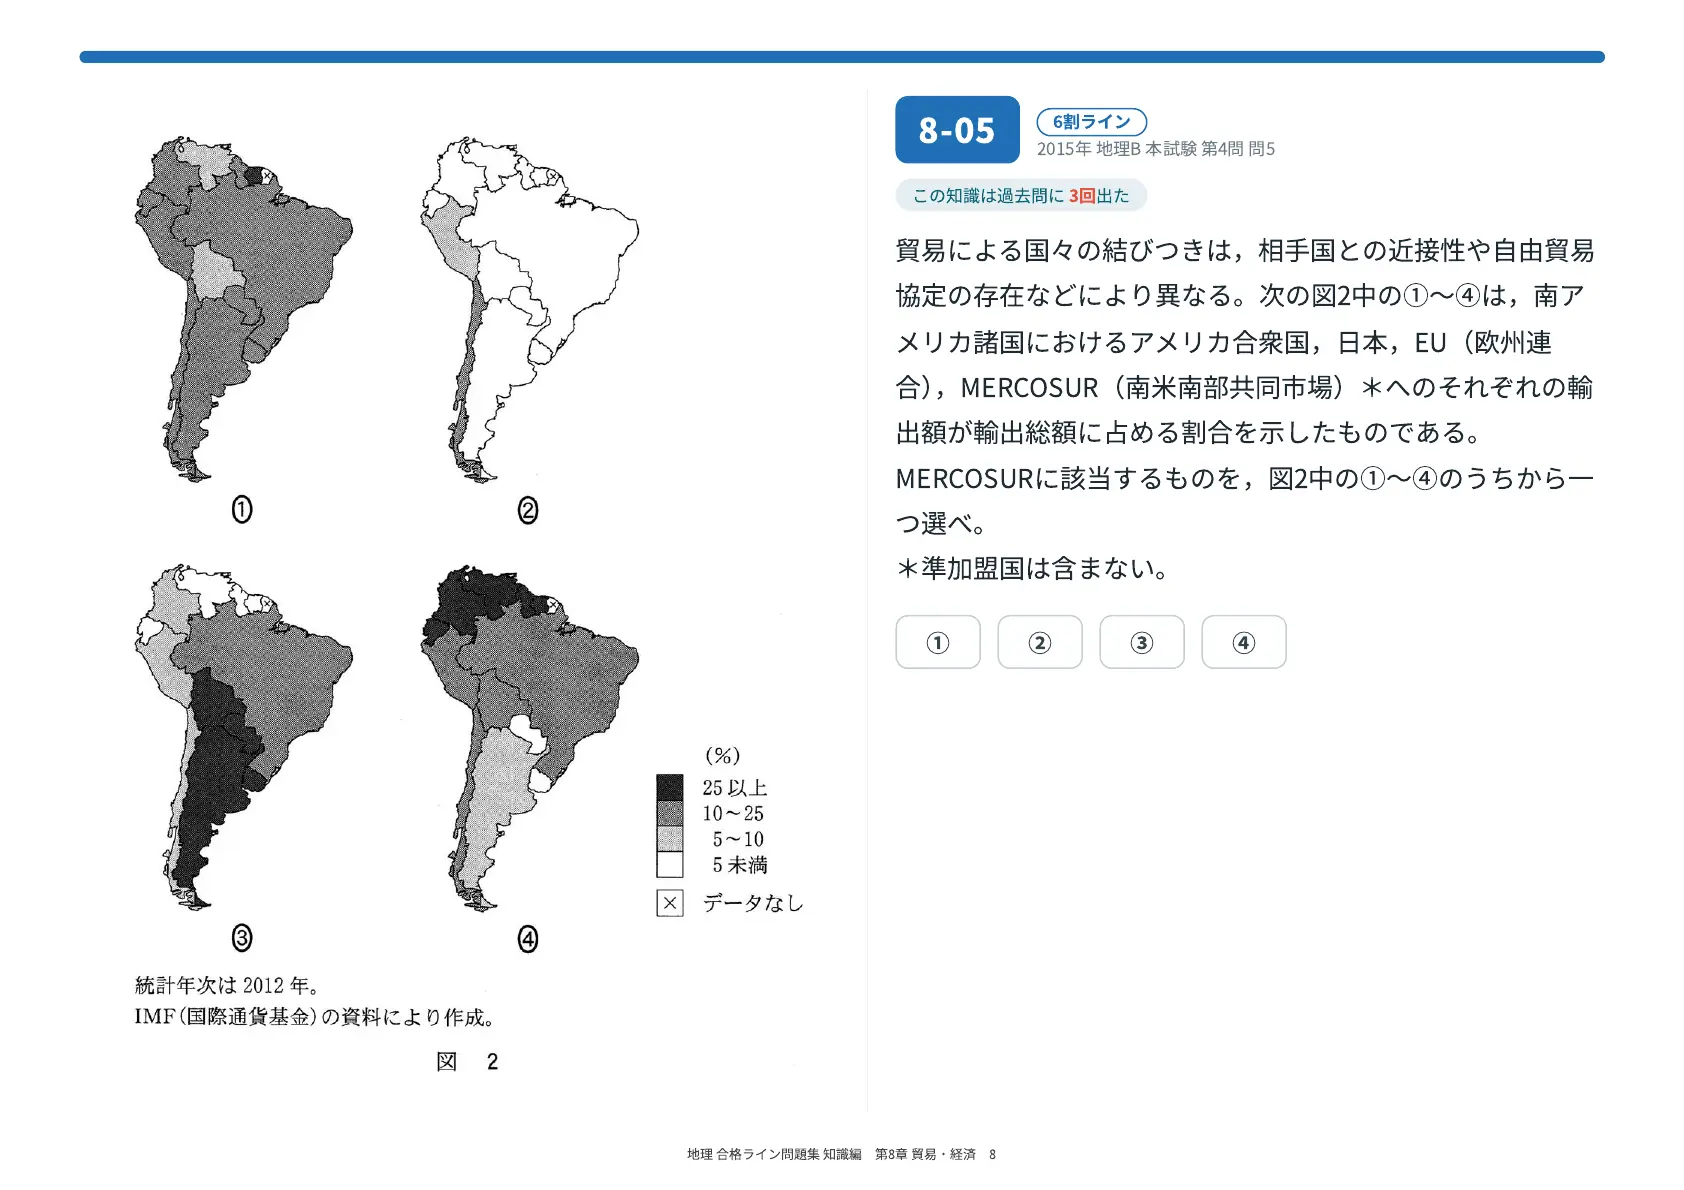 8-05
6割ライン
2015年 地理B 本試験 第4問 問5
この知識は過去問に 3回出た
貿易による国々の結びつきは，相手国との近接性や自由貿易
協定の存在などにより異なる。次の図2中の①～④は，南ア
メリカ諸国におけるアメリカ合衆国，日本，EU（欧州連
合），MERCOSUR（南米南部共同市場）＊へのそれぞれの輸
出額が輸出総額に占める割合を示したものである。
MERCOSURに該当するものを，図2中の①～④のうちから一
つ選べ。
＊準加盟国は含まない。
① ② ③ ④
×
×
①
②
×
×
③
④
(％)
25以上
10～25
5～10
5未満
× データなし
統計年次は2012年。
IMF(国際通貨基金)の資料により作成。
図 2
地理 合格ライン問題集 知識編 第8章 貿易・経済 8